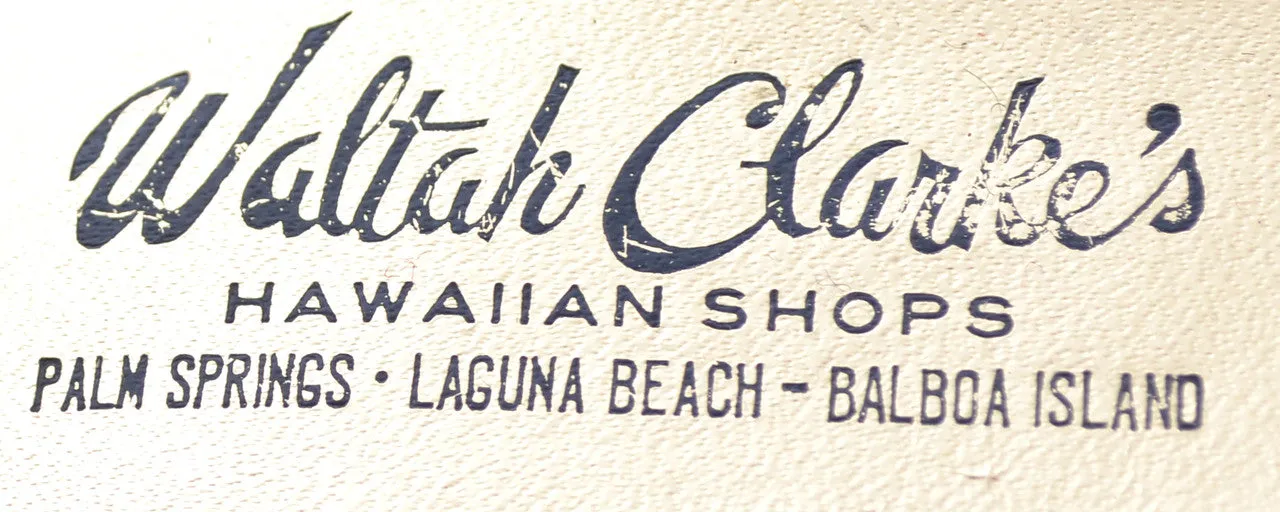 Waltah Clarke's
HAWAIIAN SHOPS
PALM SPRINGS · LAGUNA BEACH - BALBOA ISLAND